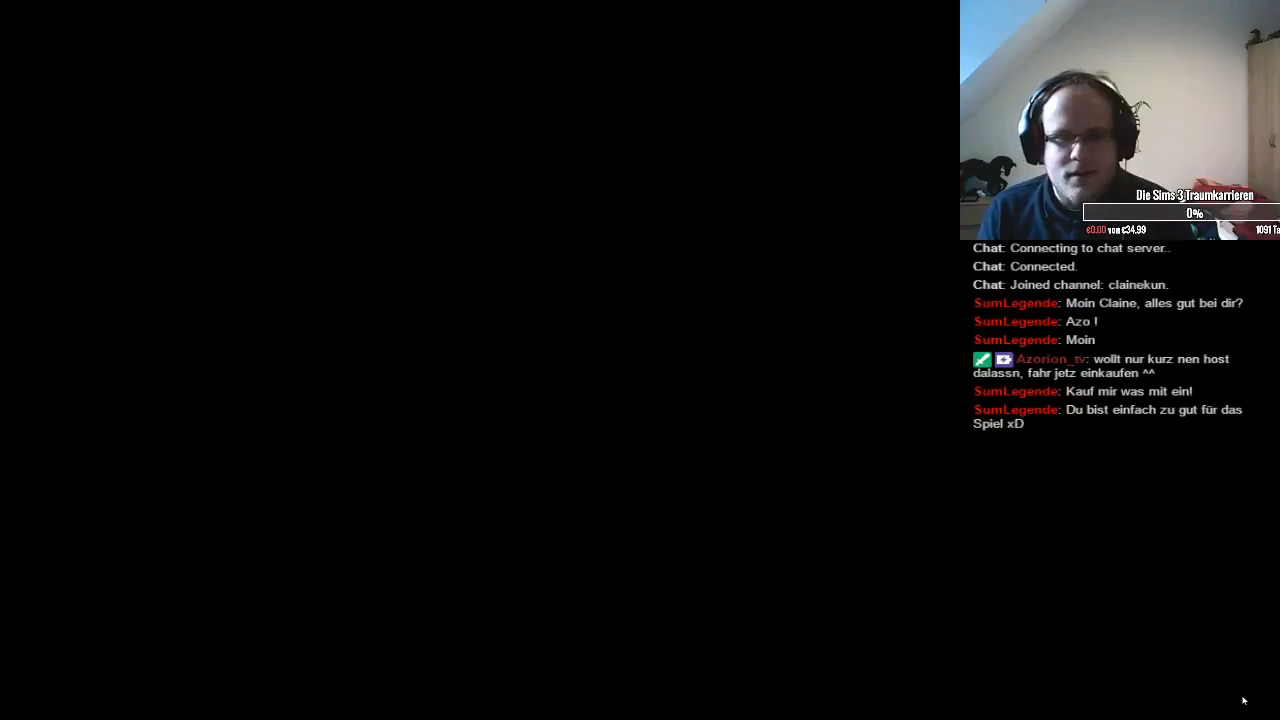 Die Sims 3 Traumkarrieren
0%
€0.00 von €34.99
1091 Ta
Chat: Connecting to chat server..
Chat: Connected.
Chat: Joined channel: clainekun.
SumLegende: Moin Claine, alles gut bei dir?
SumLegende: Azo !
SumLegende: Moin
Azorion_tv: wollt nur kurz nen host
dalassn, fahr jetz einkaufen ^^
SumLegende: Kauf mir was mit ein!
SumLegende: Du bist einfach zu gut für das
Spiel xD